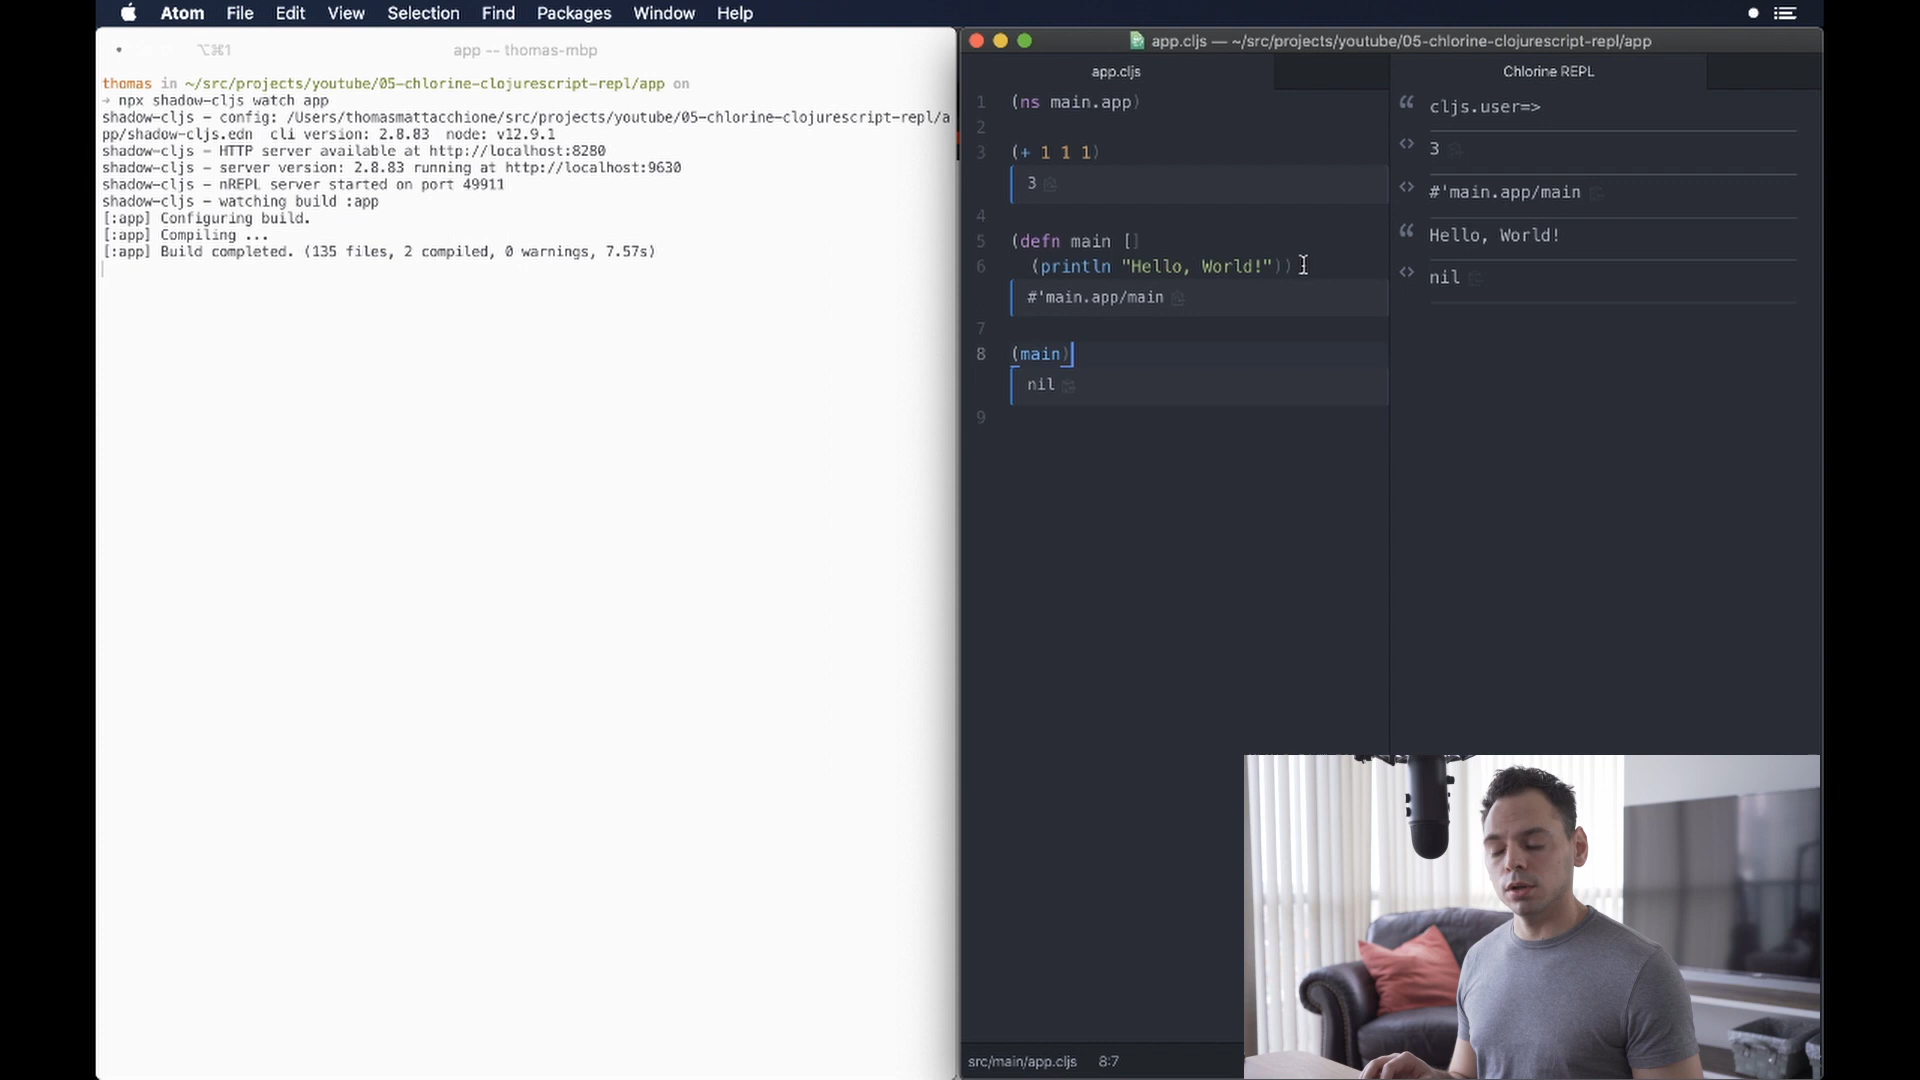 Atom File Edit View Selection Find Packages Window Help
⌥⌘1 app -- thomas-mbp
thomas in ~/src/projects/youtube/05-chlorine-clojurescript-repl/app on
➜ npx shadow-cljs watch app
shadow-cljs - config: /Users/thomasmattacchione/src/projects/youtube/05-chlorine-clojurescript-repl/a
pp/shadow-cljs.edn cli version: 2.8.83 node: v12.9.1
shadow-cljs - HTTP server available at http://localhost:8280
shadow-cljs - server version: 2.8.83 running at http://localhost:9630
shadow-cljs - nREPL server started on port 49911
shadow-cljs - watching build :app
[:app] Configuring build.
[:app] Compiling ...
[:app] Build completed. (135 files, 2 compiled, 0 warnings, 7.57s)
app.cljs — ~/src/projects/youtube/05-chlorine-clojurescript-repl/app
app.cljs
1 (ns main.app)
2
3 (+ 1 1 1)
3
4
5 (defn main []
6 (println "Hello, World!"))
#'main.app/main
7
8 (main)
nil
9
src/main/app.cljs 8:7
Chlorine REPL
cljs.user=>
3
#'main.app/main
Hello, World!
nil